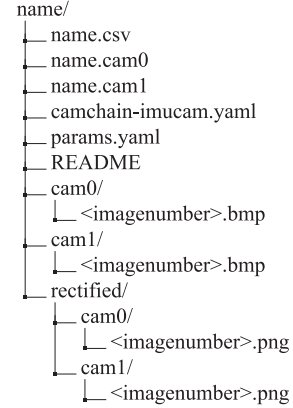 name/
name.csv
name.cam0
name.cam1
camchain-imucam.yaml
params.yaml
README
cam0/
<imagenumber>.bmp
cam1/
<imagenumber>.bmp
rectified/
cam0/
<imagenumber>.png
cam1/
<imagenumber>.png